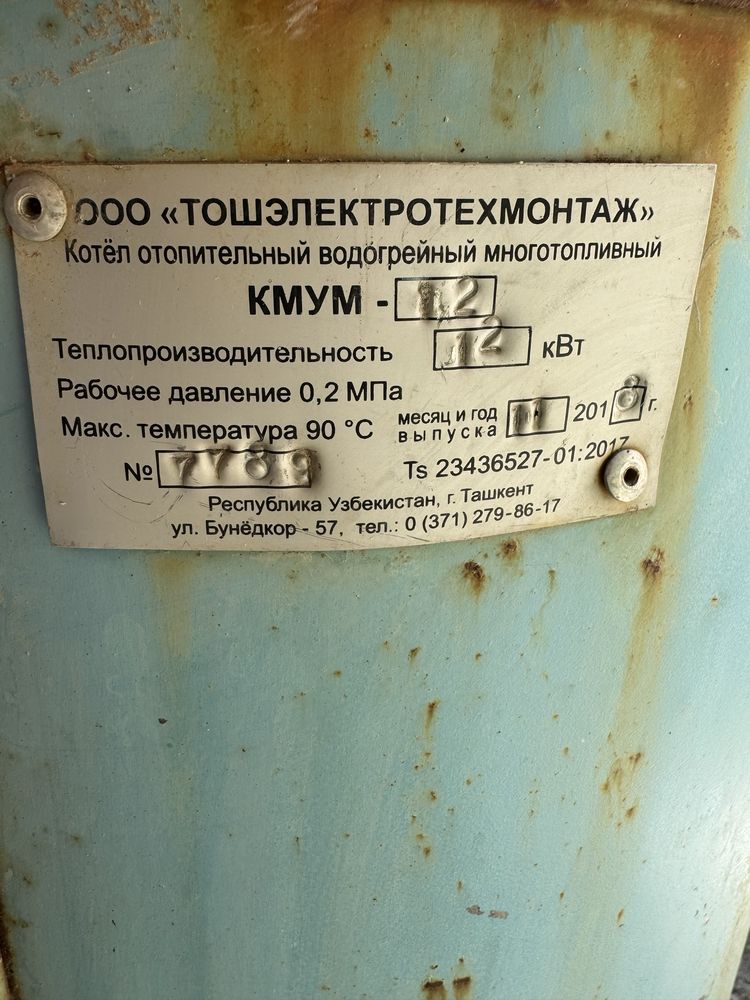 ООО «ТОШЭЛЕКТРОТЕХМОНТАЖ»
Котёл отопительный водогрейный многотопливный
КМУМ - 12
Теплопроизводительность 12 кВт
Рабочее давление 0,2 МПа
Макс. температура 90 °C месяц и год выпуска 11 201 г.
№ 7789 Ts 23436527-01:2017
Республика Узбекистан, г. Ташкент
ул. Бунёдкор - 57, тел.: 0 (371) 279-86-17